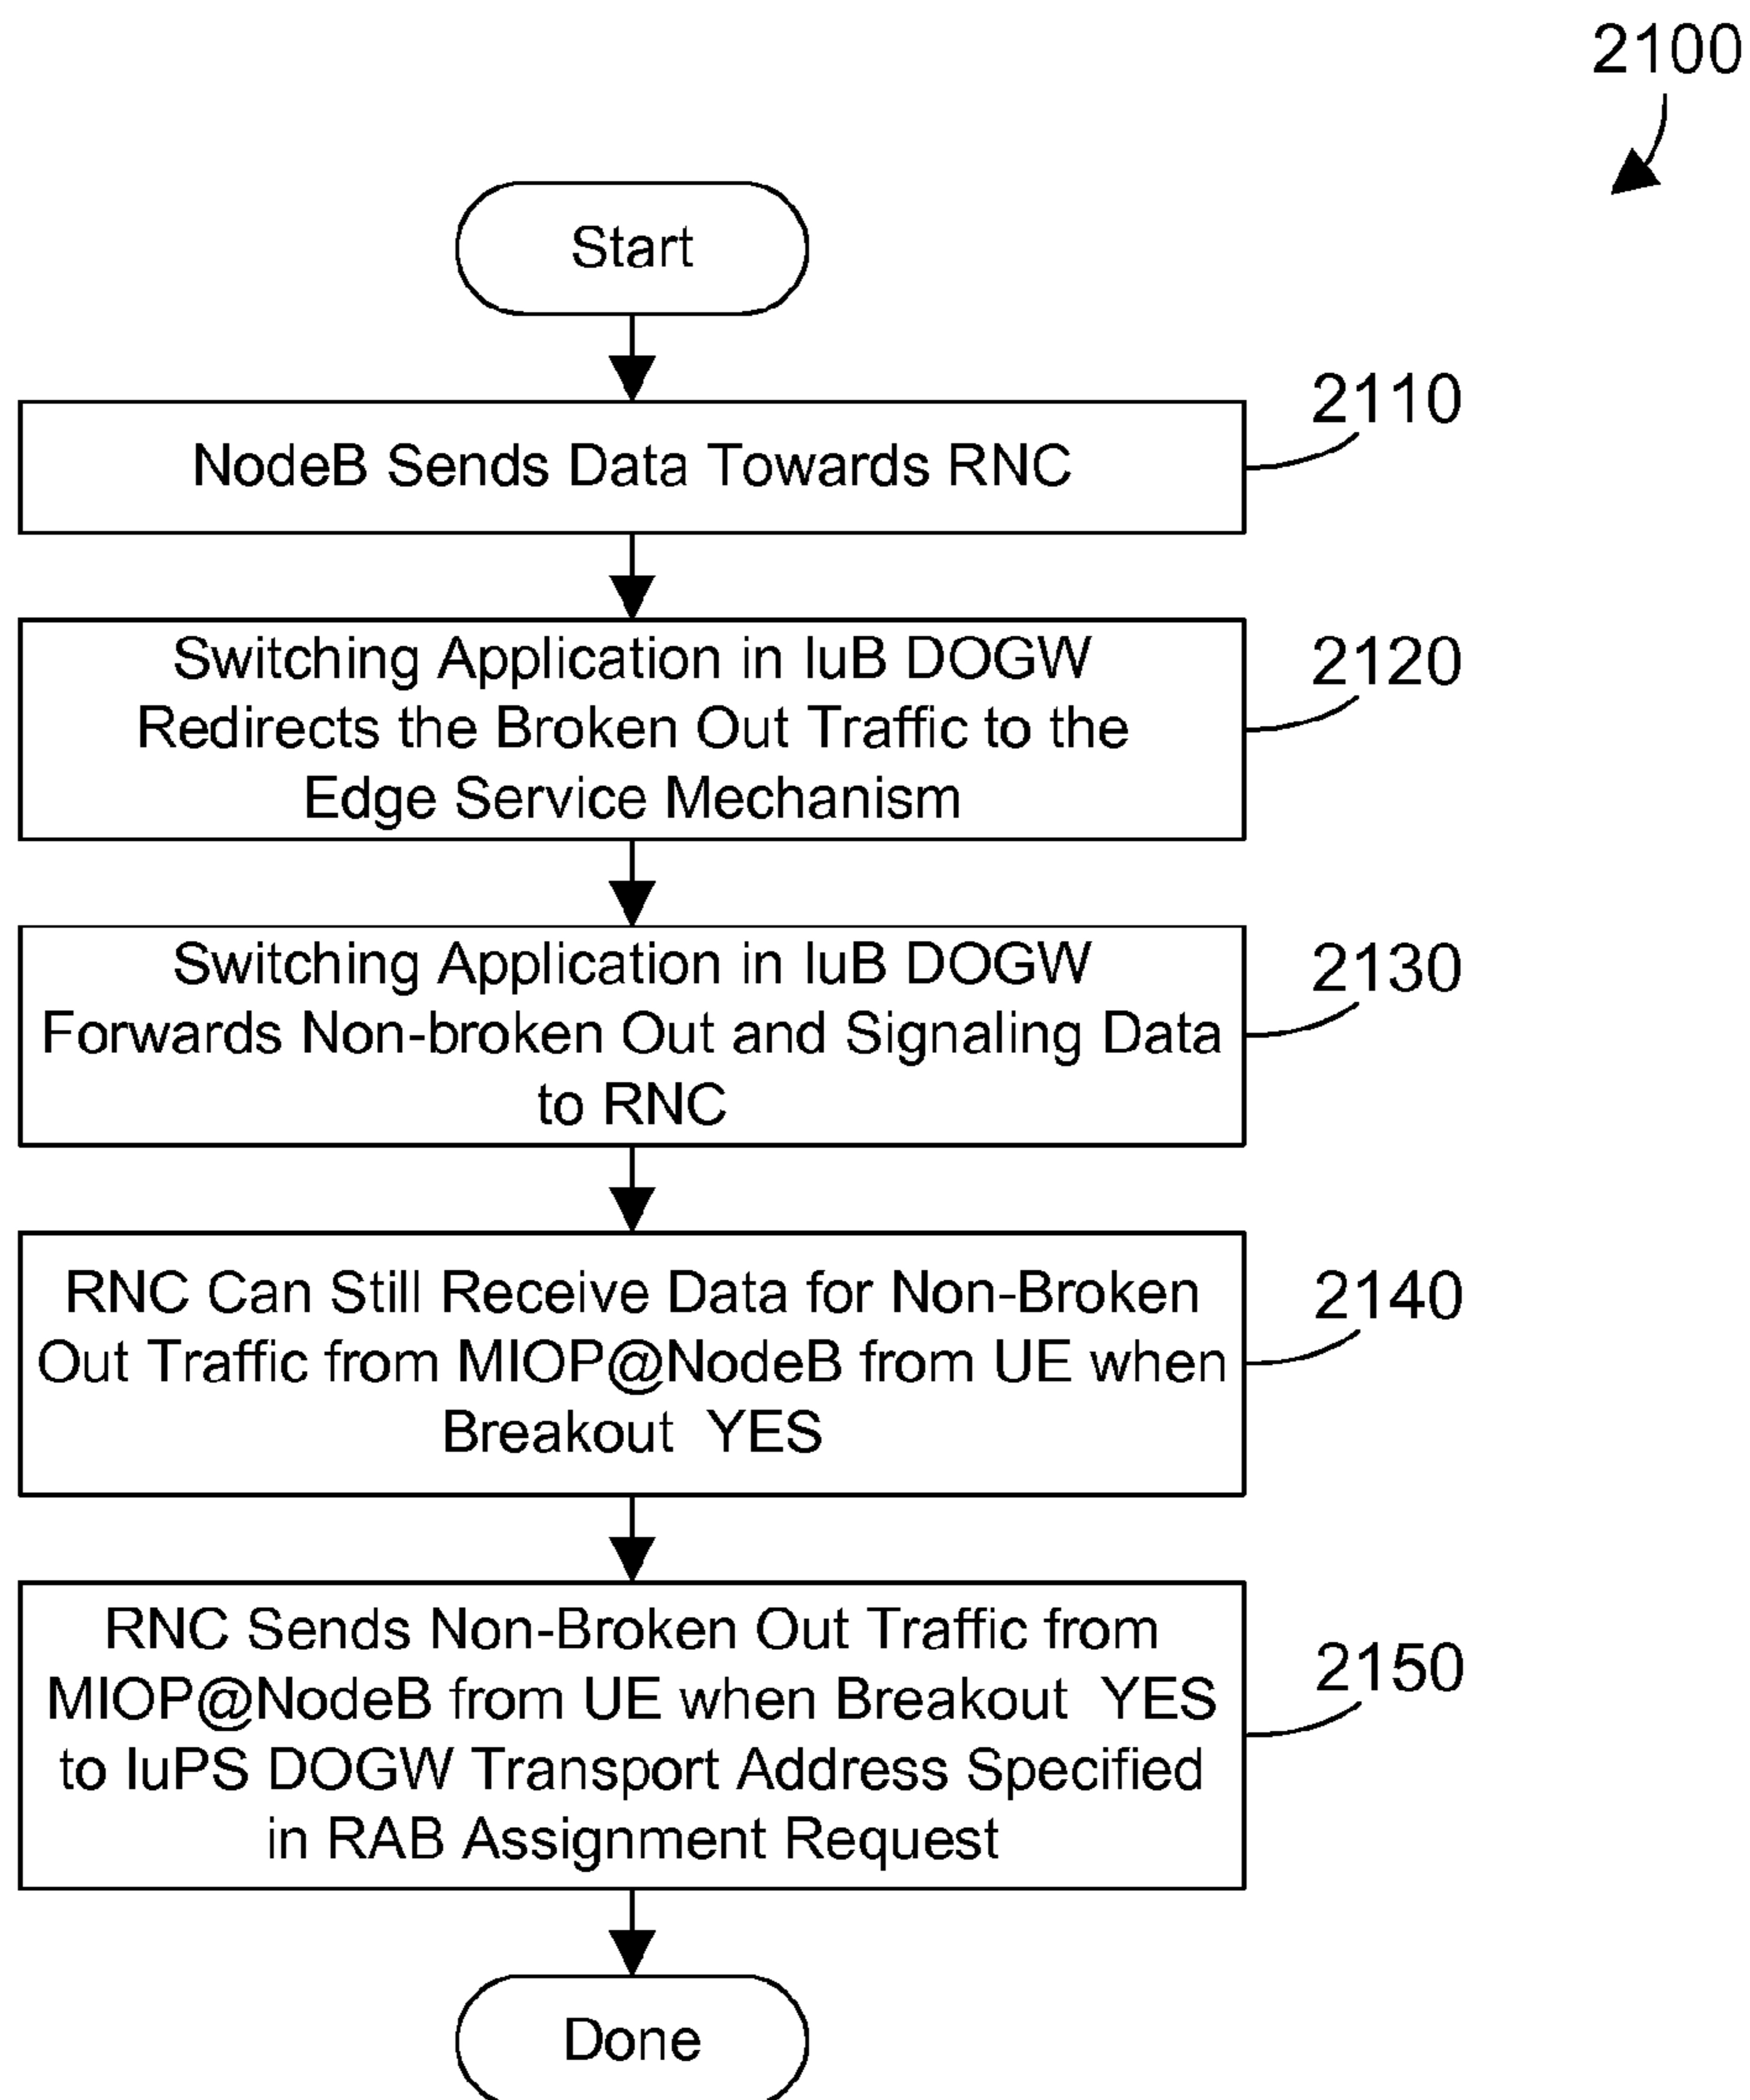 2100
Start
NodeB Sends Data Towards RNC
2110
Switching Application in IuB DOGW
Redirects the Broken Out Traffic to the
Edge Service Mechanism
2120
Switching Application in IuB DOGW
Forwards Non-broken Out and Signaling Data
to RNC
2130
RNC Can Still Receive Data for Non-Broken
Out Traffic from MIOP@NodeB from UE when
Breakout YES
2140
RNC Sends Non-Broken Out Traffic from
MIOP@NodeB from UE when Breakout YES
to IuPS DOGW Transport Address Specified
in RAB Assignment Request
2150
Done